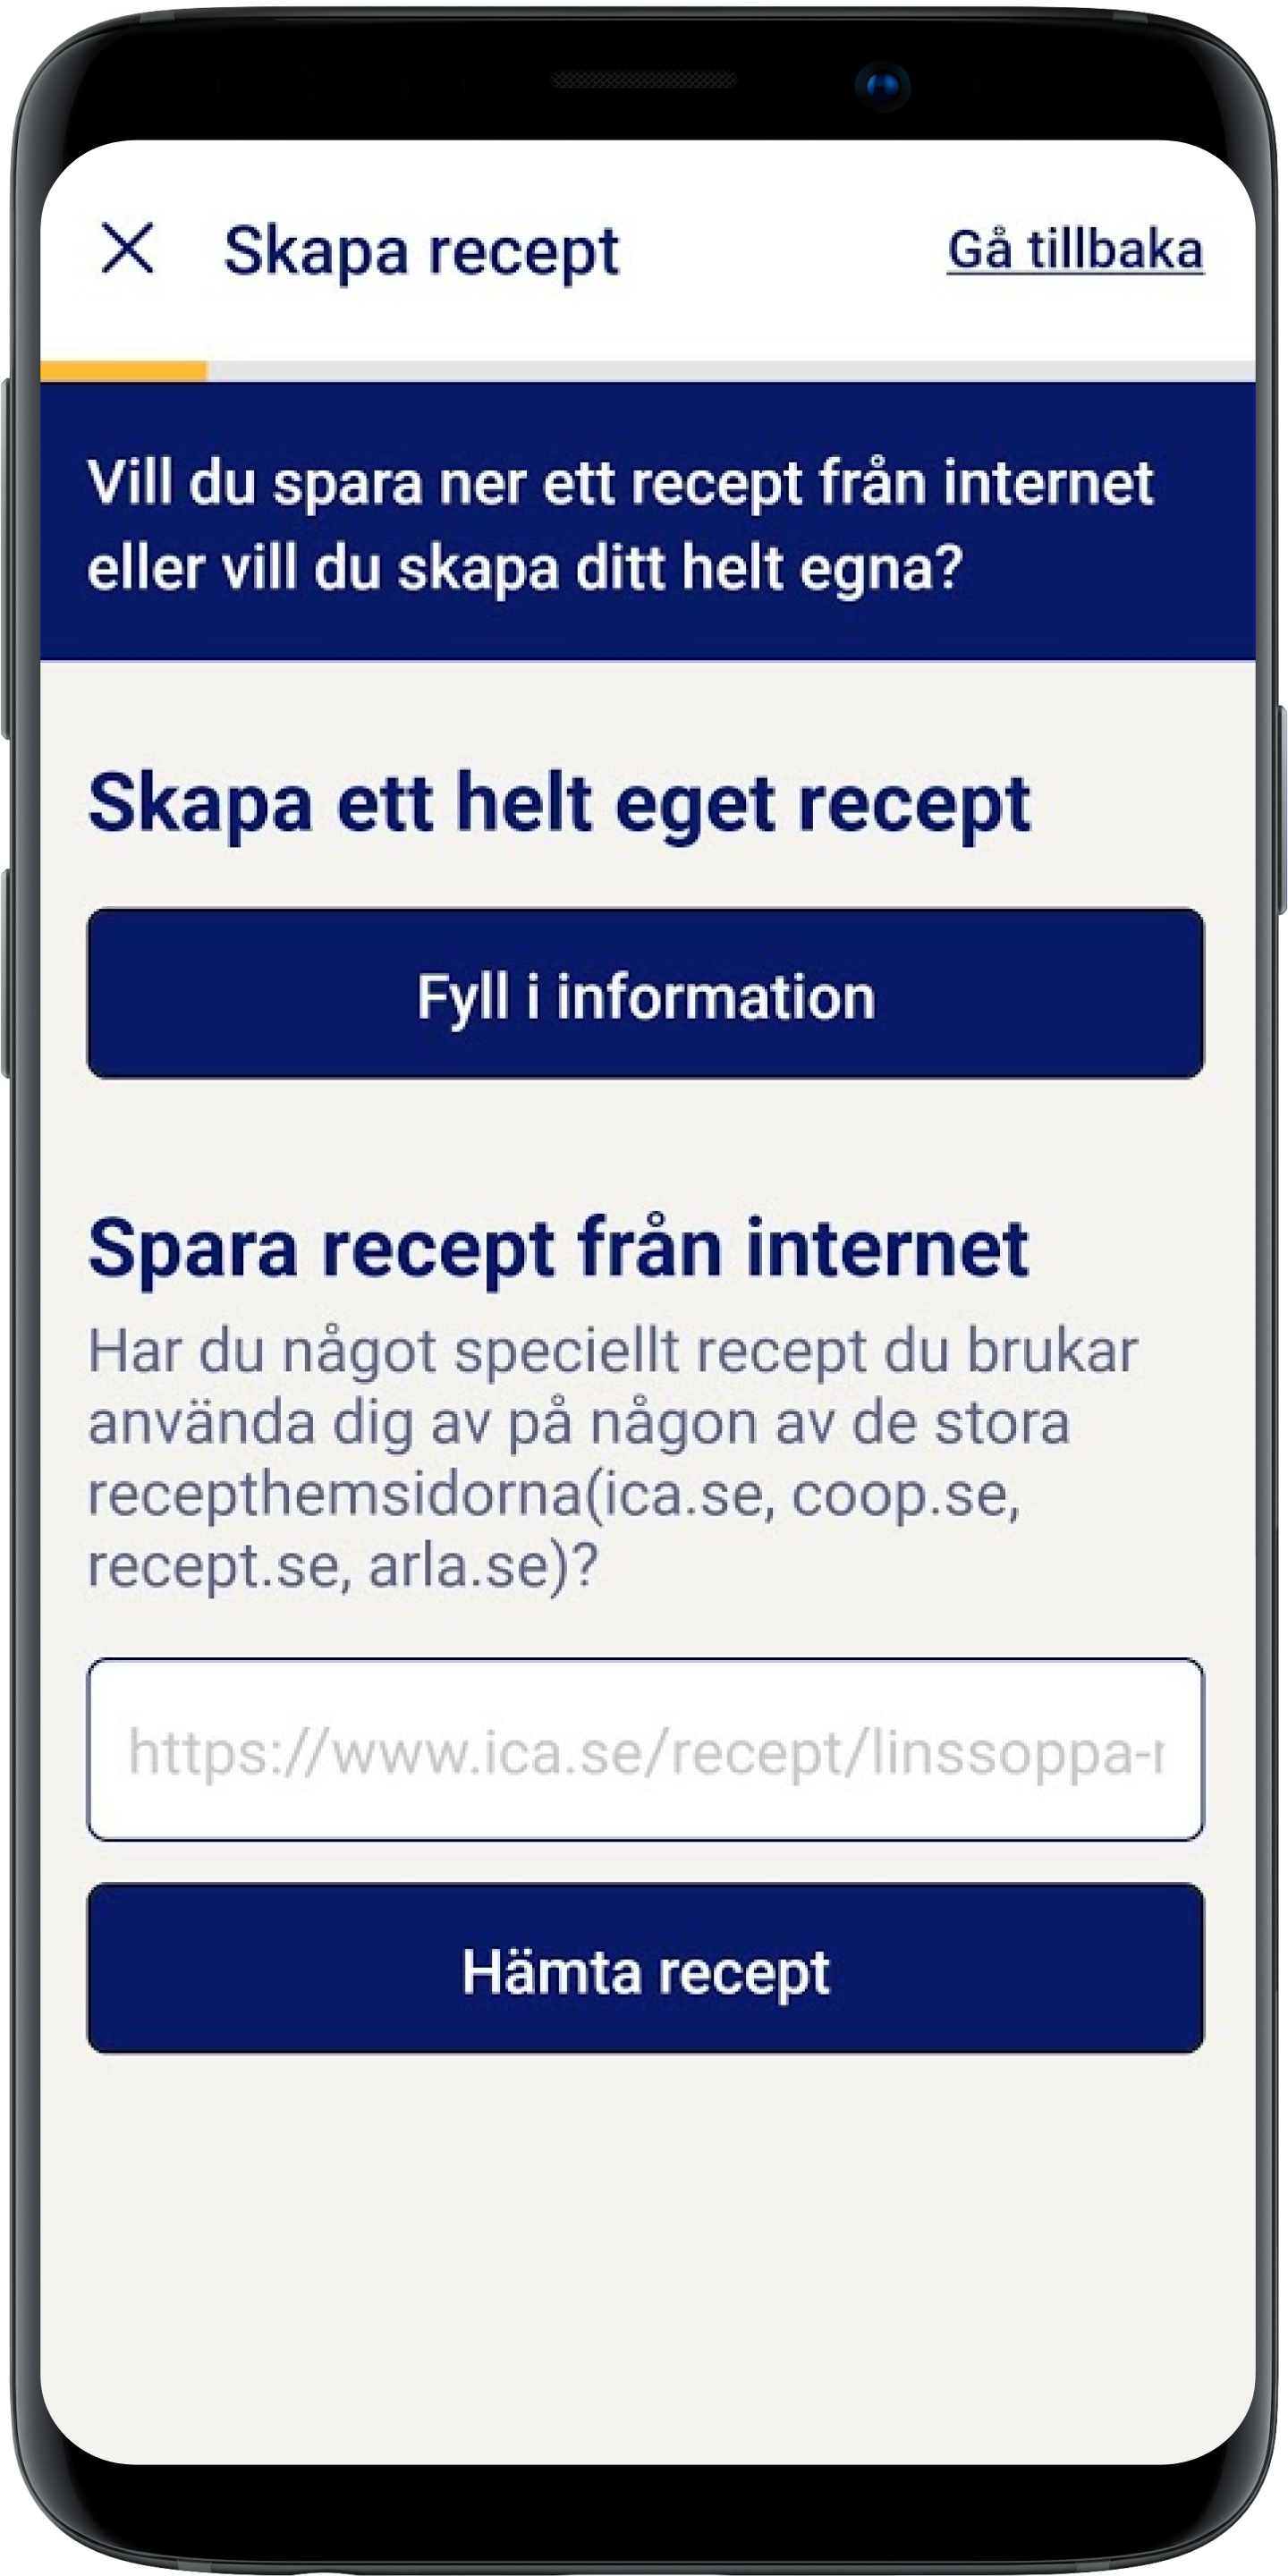 Skapa recept
Gå tillbaka
Vill du spara ner ett recept från internet
eller vill du skapa ditt helt egna?
Skapa ett helt eget recept
Fyll i information
Spara recept från internet
Har du något speciellt recept du brukar
använda dig av på någon av de stora
recepthemsidorna(ica.se, coop.se,
recept.se, arla.se)?
https://www.ica.se/recept/linssoppa-
Hämta recept